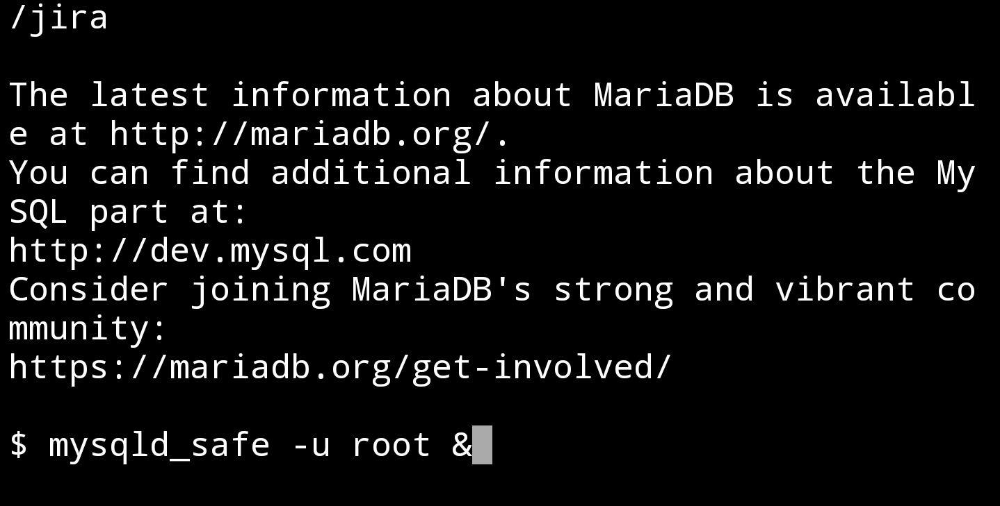 /jira
The latest information about MariaDB is availabl
e at http://mariadb.org/.
You can find additional information about the My
SQL part at:
http://dev.mysql.com
Consider joining MariaDB's strong and vibrant co
mmunity:
https://mariadb.org/get-involved/
$ mysqld_safe -u root &